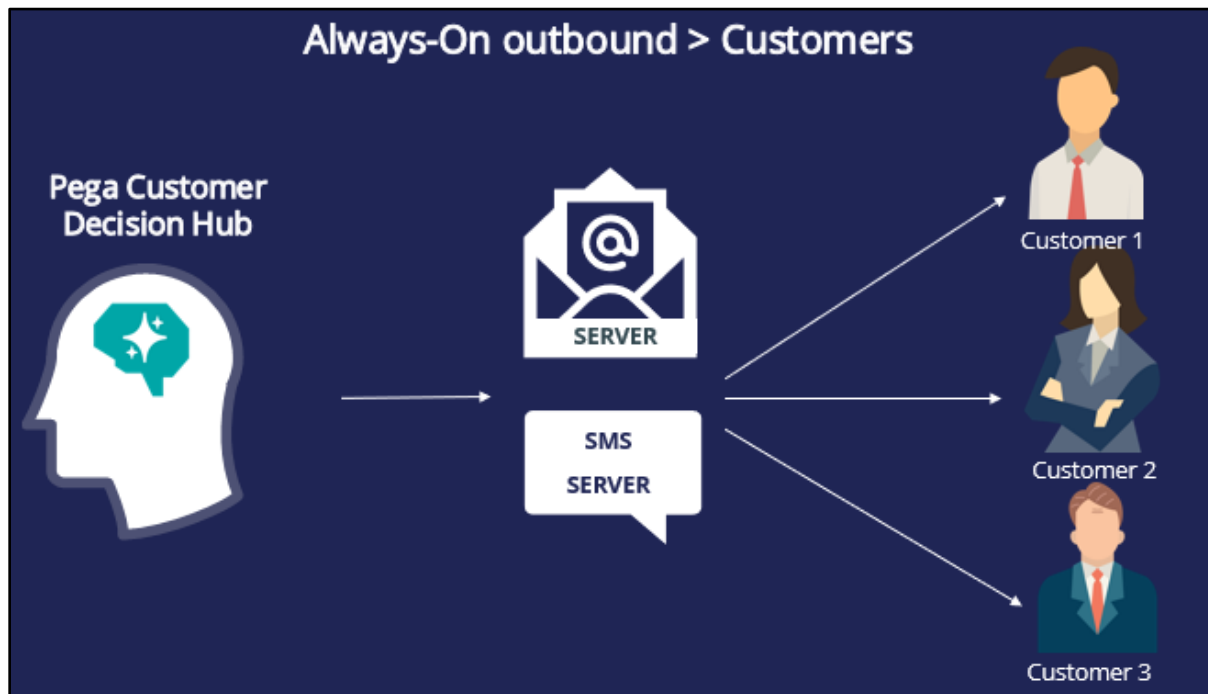 Always-On outbound > Customers
Pega Customer
Decision Hub
@
SERVER
SMS
SERVER
Customer 1
Customer 2
Customer 3